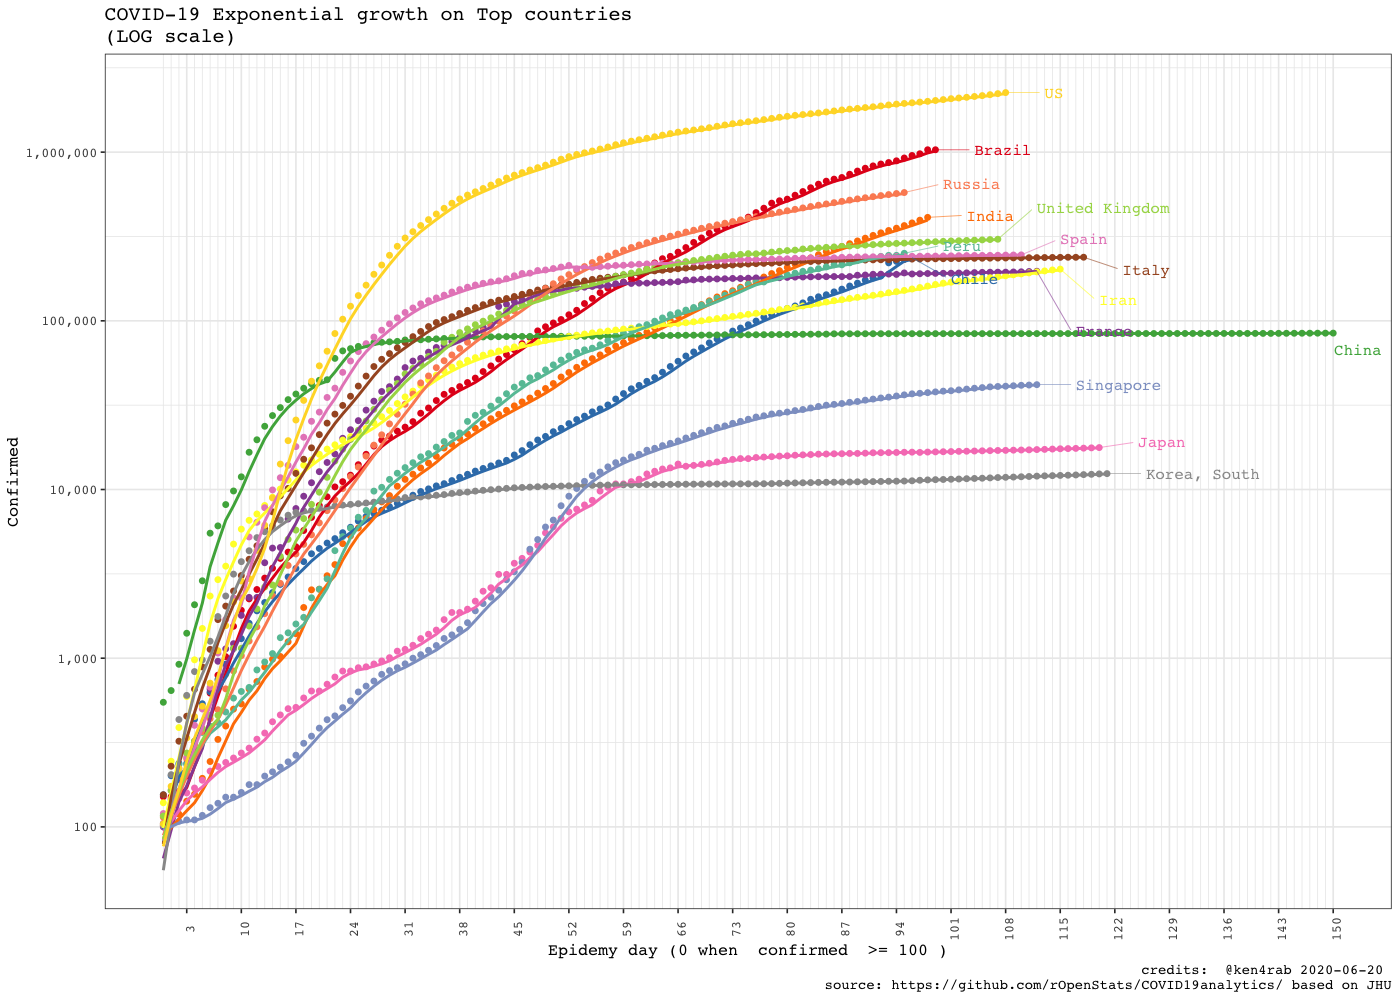 COVID-19 Exponential growth on Top countries
(LOG scale)
US
1,000,000
Brazil
Russia
United Kingdom
India
Spain
Peru
Italy
Chile
Iran
100,000
France
China
Singapore
Japan
Korea, South
10,000
Confirmed
1,000
100
3 10 17 24 31 38 45 52 59 66 73 80 87 94 101 108 115 122 129 136 143 150
Epidemy day (0 when  confirmed  >= 100 )
credits:  @ken4rab 2020-06-20
source: https://github.com/rOpenStats/COVID19analytics/ based on JHU